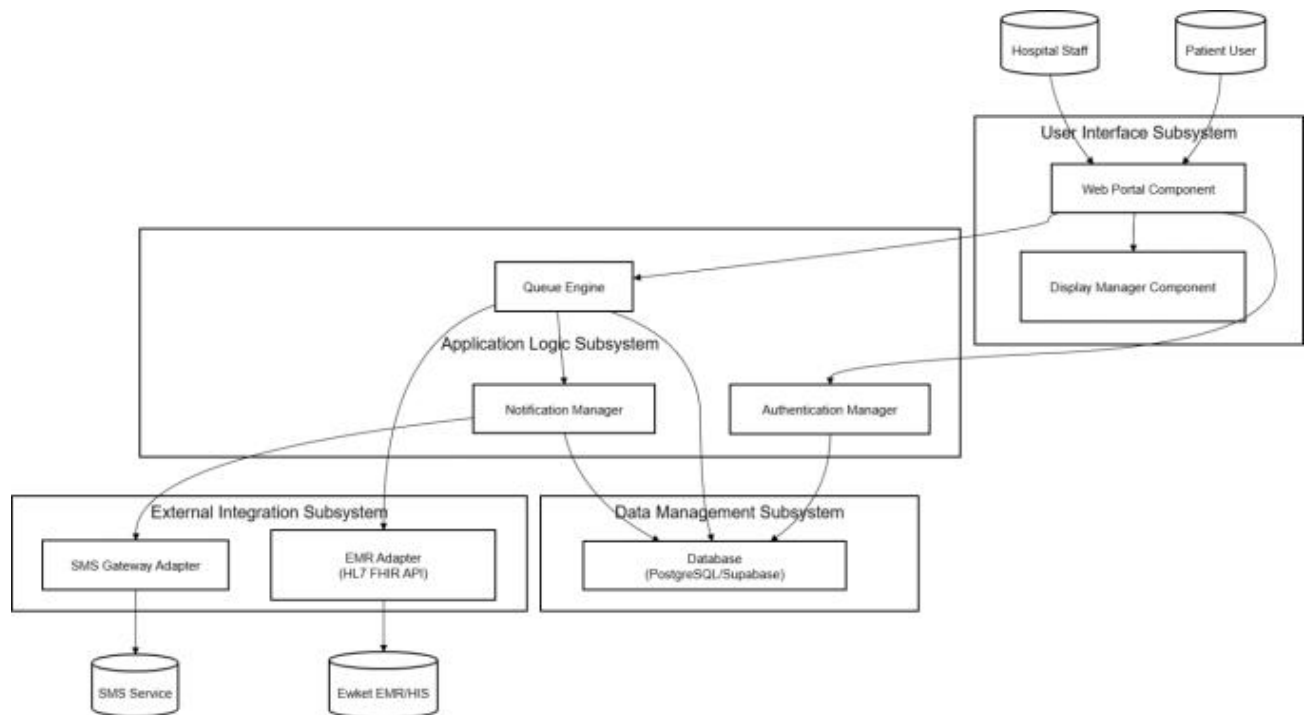 Hospital Staff
Patient User
User Interface Subsystem
Web Portal Component
Display Manager Component
Queue Engine
Application Logic Subsystem
Notification Manager
Authentication Manager
External Integration Subsystem
SMS Gateway Adapter
EMR Adapter
(HL7 FHIR API)
Data Management Subsystem
Database
(PostgreSQL/Supabase)
SMS Service
Ewket EMR/HIS